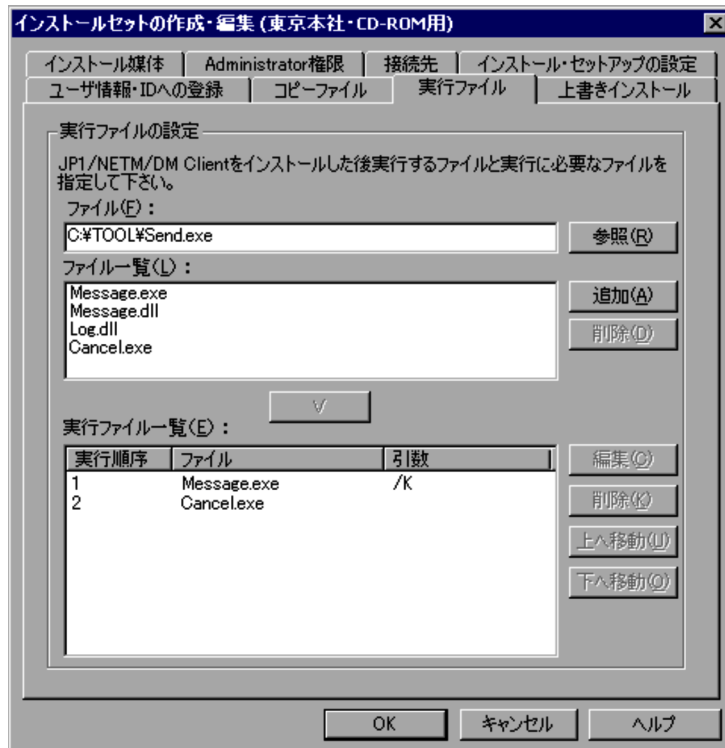 インストールセットの作成・編集 (東京本社・CD-ROM用)
インストール媒体 Administrator権限 接続先 インストール・セットアップの設定
ユーザ情報・IDへの登録 コピーファイル 実行ファイル 上書きインストール
実行ファイルの設定
JP1/NETM/DM Clientをインストールした後実行するファイルと実行に必要なファイルを
指定して下さい。
ファイル(F):
C:¥TOOL¥Send.exe 参照(R)
ファイル一覧(L):
Message.exe 追加(A)
Message.dll
Log.dll 削除(D)
Cancel.exe
∨
実行ファイル一覧(E):
実行順序 ファイル 引数 編集(C)
1 Message.exe /K
2 Cancel.exe 削除(K)
上へ移動(U)
下へ移動(O)
OK キャンセル ヘルプ